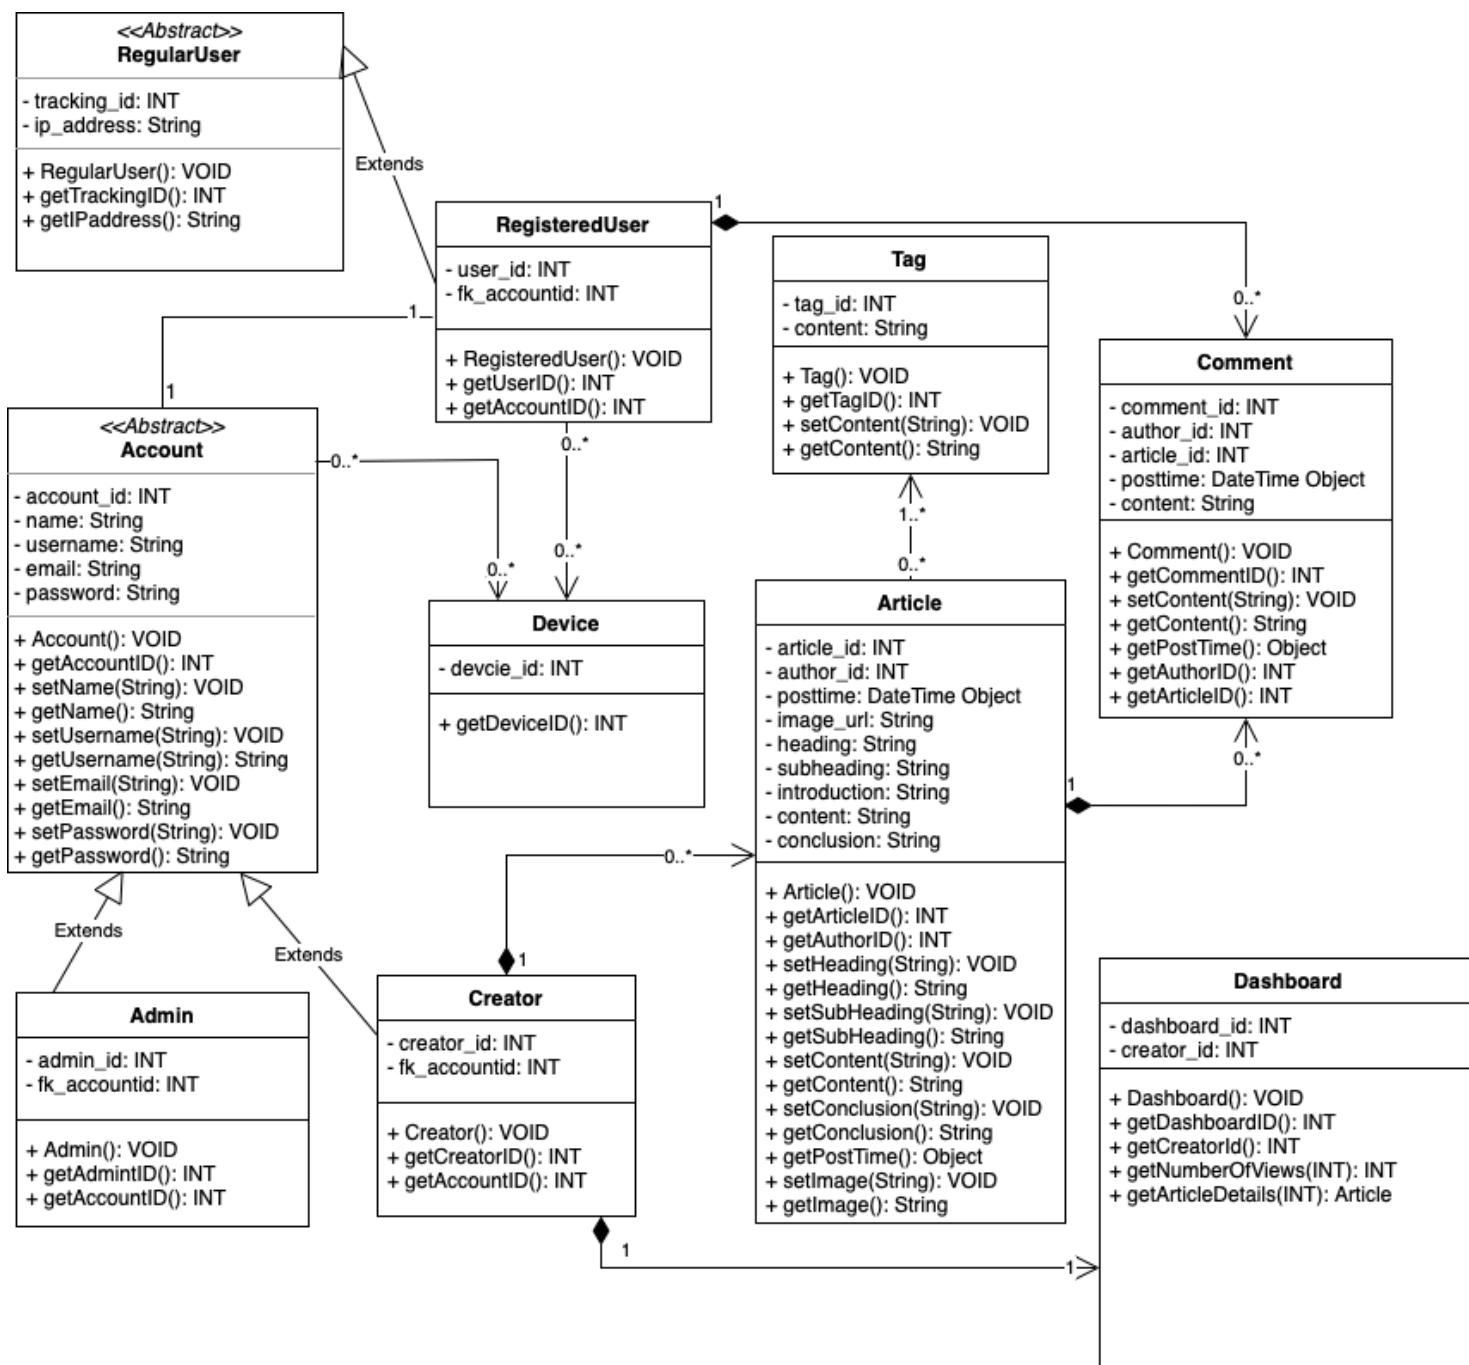 <<Abstract>>
RegularUser
- tracking_id: INT
- ip_address: String
+ RegularUser(): VOID
+ getTrackingID(): INT
+ getIPaddress(): String
Extends
RegisteredUser
- user_id: INT
- fk_accountid: INT
+ RegisteredUser(): VOID
+ getUserID(): INT
+ getAccountID(): INT
1
0..*
1
1
0..*
0..*
0..*
0..*
Tag
- tag_id: INT
- content: String
+ Tag(): VOID
+ getTagID(): INT
+ setContent(String): VOID
+ getContent(): String
1..*
0..*
Comment
- comment_id: INT
- author_id: INT
- article_id: INT
- posttime: DateTime Object
- content: String
+ Comment(): VOID
+ getCommentID(): INT
+ setContent(String): VOID
+ getContent(): String
+ getPostTime(): Object
+ getAuthorID(): INT
+ getArticleID(): INT
0..*
1
<<Abstract>>
Account
- account_id: INT
- name: String
- username: String
- email: String
- password: String
+ Account(): VOID
+ getAccountID(): INT
+ setName(String): VOID
+ getName(): String
+ setUsername(String): VOID
+ getUsername(String): String
+ setEmail(String): VOID
+ getEmail(): String
+ setPassword(String): VOID
+ getPassword(): String
Device
- devcie_id: INT
+ getDeviceID(): INT
Article
- article_id: INT
- author_id: INT
- posttime: DateTime Object
- image_url: String
- heading: String
- subheading: String
- introduction: String
- content: String
- conclusion: String
+ Article(): VOID
+ getArticleID(): INT
+ getAuthorID(): INT
+ setHeading(String): VOID
+ getHeading(): String
+ setSubHeading(String): VOID
+ getSubHeading(): String
+ setContent(String): VOID
+ getContent(): String
+ setConclusion(String): VOID
+ getConclusion(): String
+ getPostTime(): Object
+ setImage(String): VOID
+ getImage(): String
0..*
1
Extends
Extends
Admin
- admin_id: INT
- fk_accountid: INT
+ Admin(): VOID
+ getAdmintID(): INT
+ getAccountID(): INT
Creator
- creator_id: INT
- fk_accountid: INT
+ Creator(): VOID
+ getCreatorID(): INT
+ getAccountID(): INT
1
1
Dashboard
- dashboard_id: INT
- creator_id: INT
+ Dashboard(): VOID
+ getDashboardID(): INT
+ getCreatorId(): INT
+ getNumberOfViews(INT): INT
+ getArticleDetails(INT): Article